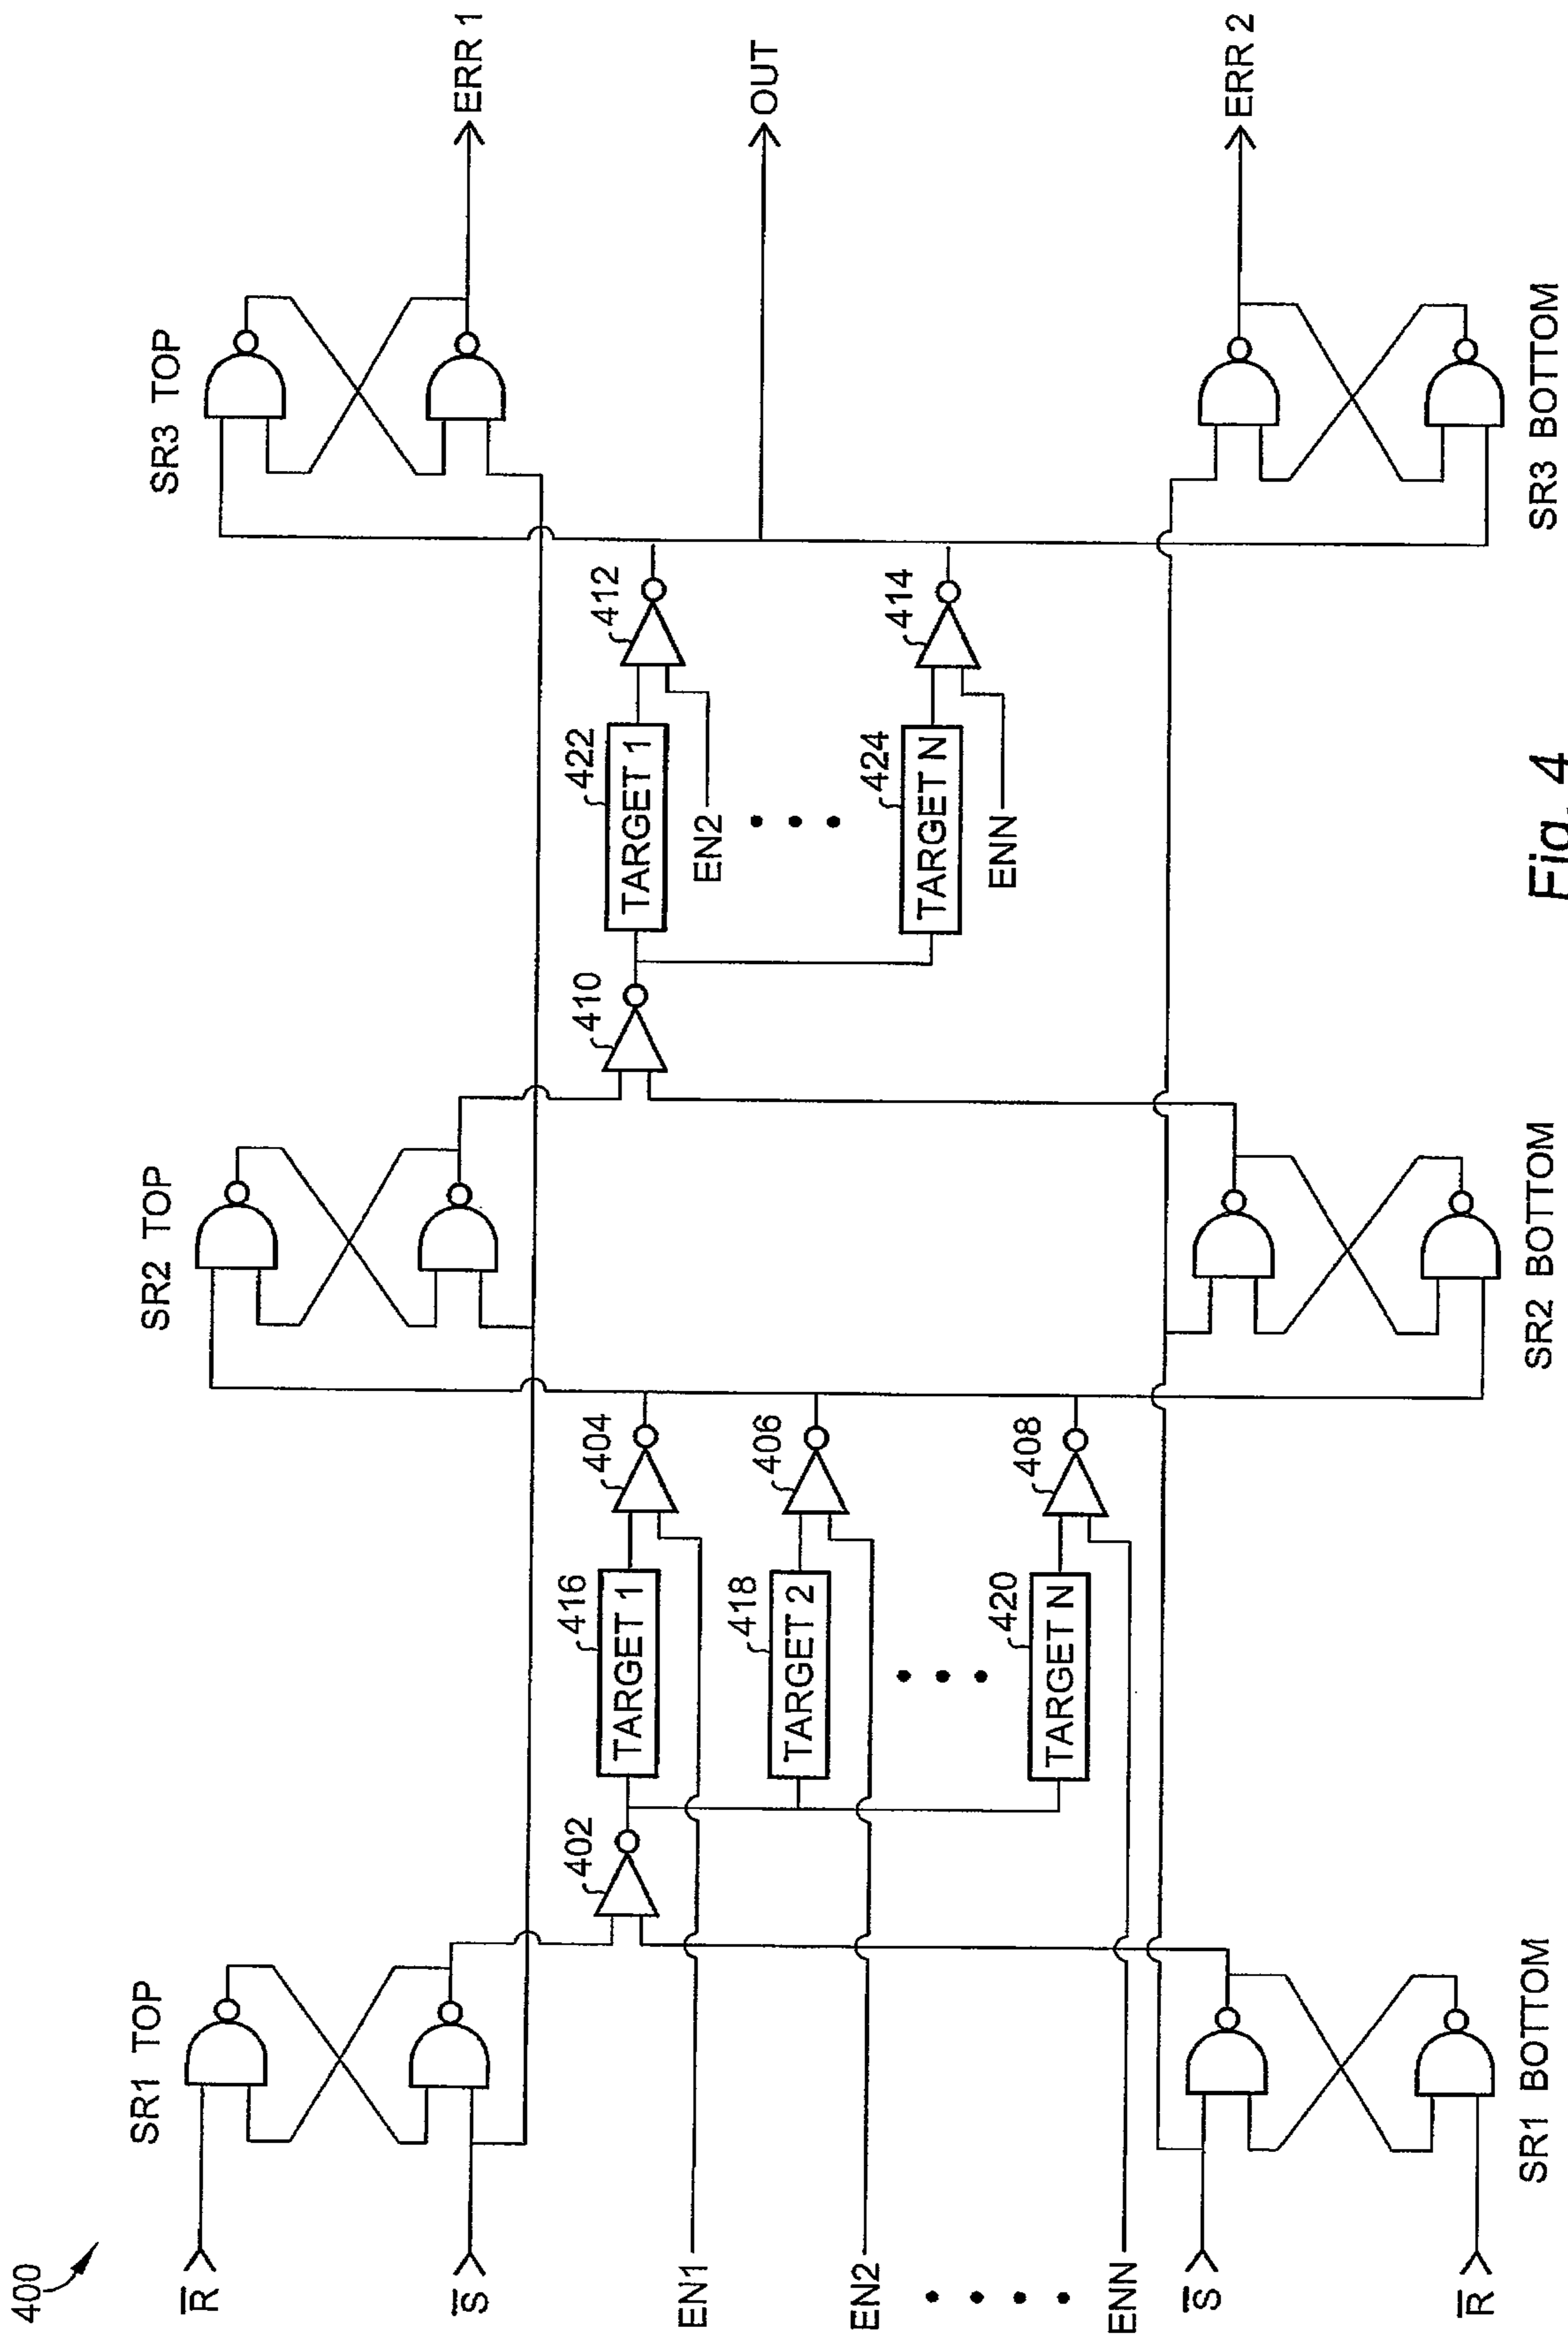 400
SR1 TOP
SR2 TOP
SR3 TOP
R̅
S̅
ERR 1
402
416
404
410
422
412
TARGET 1
TARGET 1
EN1
EN2
OUT
418
406
TARGET 2
EN2
424
414
TARGET N
ENN
420
408
TARGET N
ENN
S̅
ERR 2
R̅
SR1 BOTTOM
SR2 BOTTOM
SR3 BOTTOM
Fig. 4